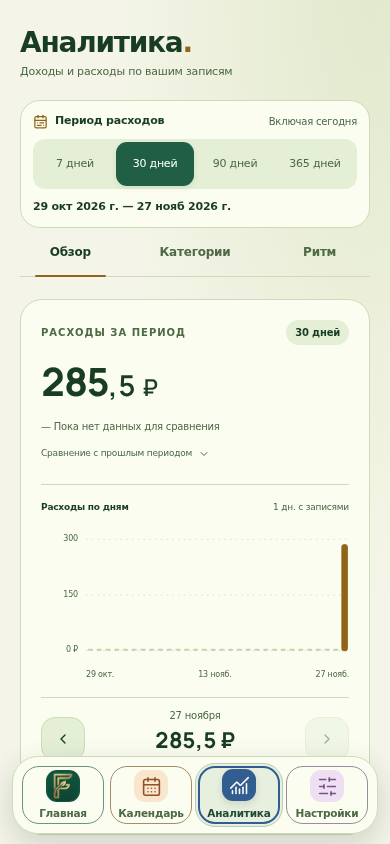 Аналитика.
Доходы и расходы по вашим записям
Период расходов
Включая сегодня
7 дней
30 дней
90 дней
365 дней
29 окт 2026 г. — 27 нояб 2026 г.
Обзор
Категории
Ритм
РАСХОДЫ ЗА ПЕРИОД
30 дней
285,5 ₽
— Пока нет данных для сравнения
Сравнение с прошлым периодом
Расходы по дням
1 дн. с записями
300
150
0 ₽
29 окт.
13 нояб.
27 нояб.
27 ноября
285,5 ₽
Главная
Календарь
Аналитика
Настройки